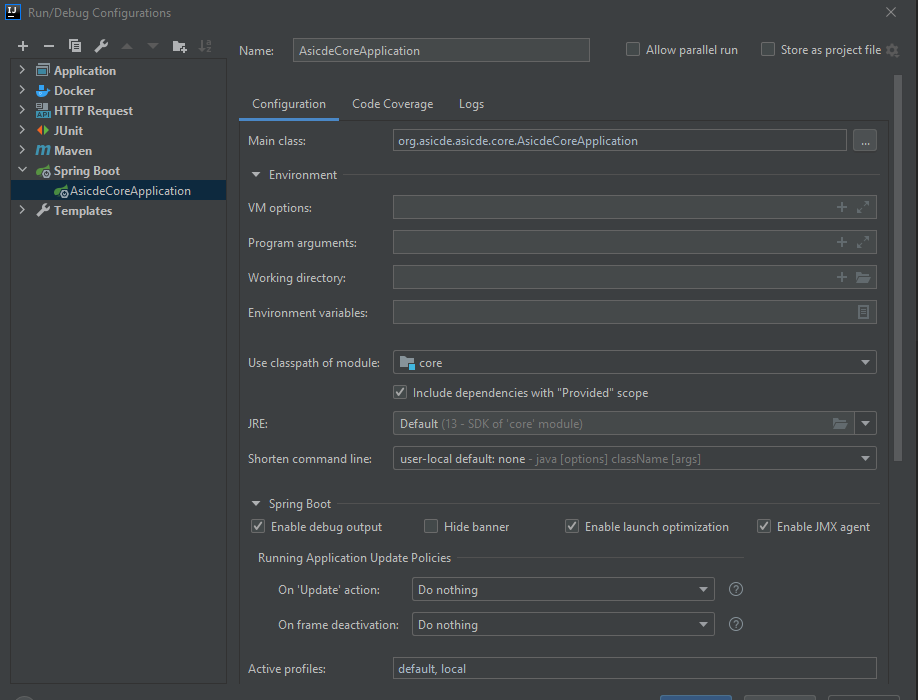 Run/Debug Configurations
Name: AsicdeCoreApplication Allow parallel run Store as project file
Application
Docker
HTTP Request
JUnit
Maven
Spring Boot
AsicdeCoreApplication
Templates
Configuration Code Coverage Logs
Main class: org.asicde.asicde.core.AsicdeCoreApplication ...
Environment
VM options:
Program arguments:
Working directory:
Environment variables:
Use classpath of module: core
Include dependencies with "Provided" scope
JRE: Default (13 - SDK of 'core' module)
Shorten command line: user-local default: none - java [options] className [args]
Spring Boot
Enable debug output Hide banner Enable launch optimization Enable JMX agent
Running Application Update Policies
On 'Update' action: Do nothing ?
On frame deactivation: Do nothing ?
Active profiles: default, local